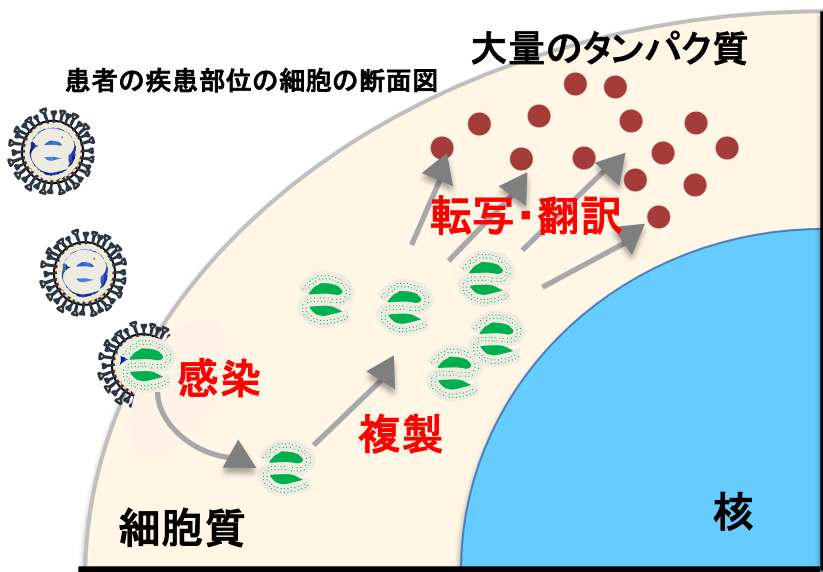 大量のタンパク質
患者の疾患部位の細胞の断面図
転写・翻訳
感染
複製
細胞質
核